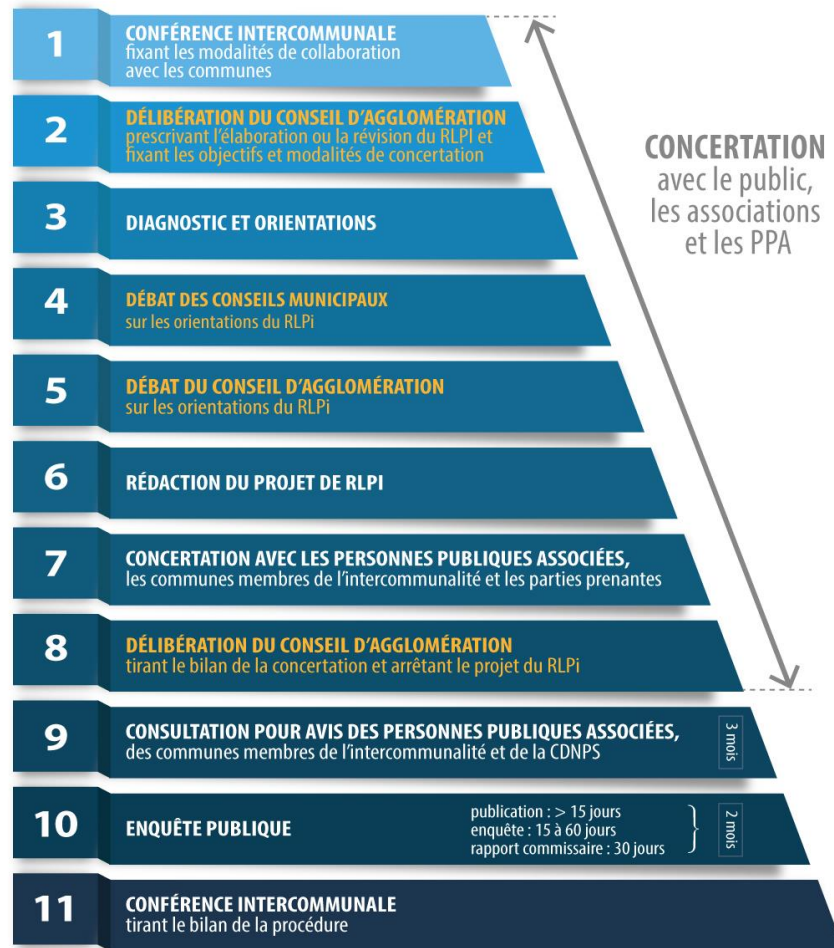 1
CONFÉRENCE INTERCOMMUNALE
fixant les modalités de collaboration
avec les communes
2
DÉLIBÉRATION DU CONSEIL D'AGGLOMÉRATION
prescrivant l'élaboration ou la révision du RLPI et
fixant les objectifs et modalités de concertation
CONCERTATION
avec le public,
les associations
et les PPA
3
DIAGNOSTIC ET ORIENTATIONS
4
DÉBAT DES CONSEILS MUNICIPAUX
sur les orientations du RLPi
5
DÉBAT DU CONSEIL D'AGGLOMÉRATION
sur les orientations du RLPi
6
RÉDACTION DU PROJET DE RLPI
7
CONCERTATION AVEC LES PERSONNES PUBLIQUES ASSOCIÉES,
les communes membres de l'intercommunalité et les parties prenantes
8
DÉLIBÉRATION DU CONSEIL D'AGGLOMÉRATION
tirant le bilan de la concertation et arrêtant le projet du RLPi
9
CONSULTATION POUR AVIS DES PERSONNES PUBLIQUES ASSOCIÉES,
des communes membres de l'intercommunalité et de la CDNPS
3 mois
10
ENQUÊTE PUBLIQUE
publication : > 15 jours
enquête : 15 à 60 jours
rapport commissaire : 30 jours
2 mois
11
CONFÉRENCE INTERCOMMUNALE
tirant le bilan de la procédure